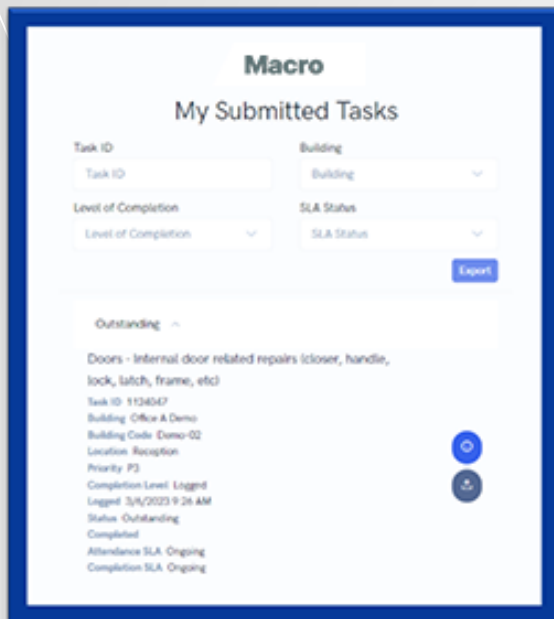 Macro
My Submitted Tasks
Task ID
Building
Task ID
Building
Level of Completion
SLA Status
Level of Completion
SLA Status
Export
Outstanding
Doors - Internal door related repairs (closer, handle,
lock, latch, frame, etc)
Task ID 1124047
Building Office A Demo
Building Code Demo-02
Location Reception
Priority P3
Completion Level Logged
Logged 3/6/2023 9:26 AM
Status Outstanding
Completed
Attendance SLA Ongoing
Completion SLA Ongoing